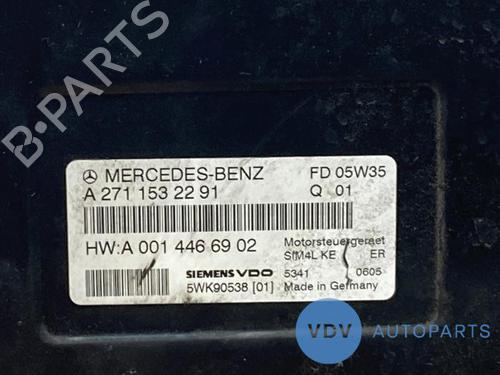 B-PARTS
MERCEDES-BENZ FD 05W35
A 271 153 22 91 Q 01
HW:A 001 446 69 02 Motorsteuergeraet
SIM4L KE ER
SIEMENS VDO 5341 0605
5WK90538 [01] Made in Germany
VDV AUTOPARTS